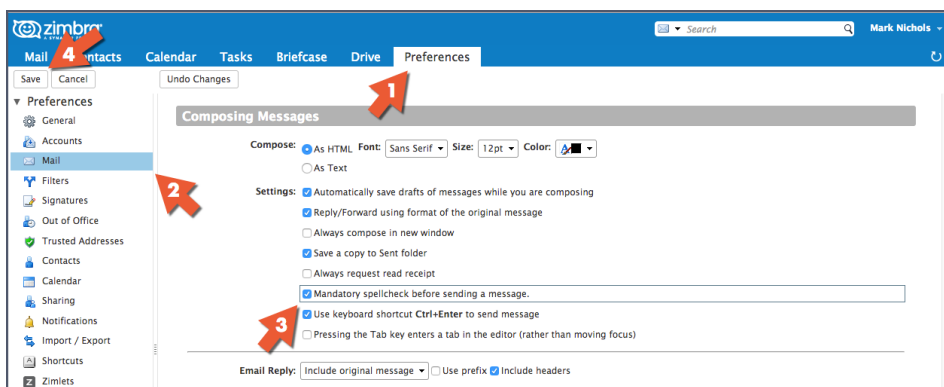 zimbra
A SYNACOR
Search
Mark Nichols
Mail
ntacts
Calendar
Tasks
Briefcase
Drive
Preferences
4
1
Save
Cancel
Undo Changes
Preferences
General
Accounts
Mail
Filters
Signatures
Out of Office
Trusted Addresses
Contacts
Calendar
Sharing
Notifications
Import / Export
Shortcuts
Zimlets
2
Composing Messages
Compose: As HTML Font: Sans Serif Size: 12pt Color: A
As Text
Settings: Automatically save drafts of messages while you are composing
Reply/Forward using format of the original message
Always compose in new window
Save a copy to Sent folder
Always request read receipt
Mandatory spellcheck before sending a message.
Use keyboard shortcut Ctrl+Enter to send message
3
Pressing the Tab key enters a tab in the editor (rather than moving focus)
Email Reply: Include original message Use prefix Include headers